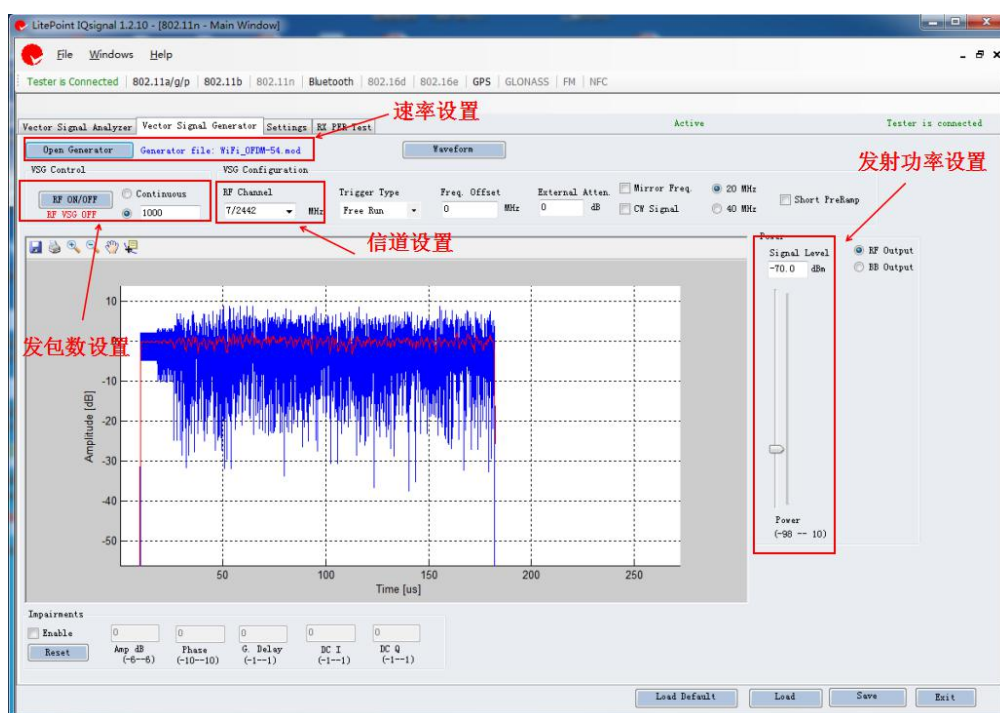 LitePoint IQsignal 1.2.10 - [802.11n - Main Window]
File Windows Help
Tester is Connected 802.11a/g/p 802.11b 802.11n Bluetooth 802.16d 802.16e GPS GLONASS FM NFC
速率设置
Vector Signal Analyzer Vector Signal Generator Settings RX PER Test Active Tester is connected
Open Generator Generator file: WiFi_OFDM-54.mod Waveform
发射功率设置
VSG Control VSG Configuration
RF ON/OFF Continuous RF Channel Trigger Type Freq. Offset External Atten. Mirror Freq. 20 MHz Short PreRamp
RF VSG OFF 1000 7/2442 MHz Free Run 0 MHz 0 dB CW Signal 40 MHz
信道设置
Power
Signal Level RF Output
-70.0 dBm BB Output
发包数设置
10
-10
-20
-30
-40
-50
Amplitude [dB]
50 100 150 200 250
Time [us]
Power
(-98 -- 10)
Impairments
Enable 0 0 0 0 0
Reset Amp dB Phase G. Delay DC I DC Q
(-6--6) (-10--10) (-1--1) (-1--1) (-1--1)
Load Default Load Save Exit